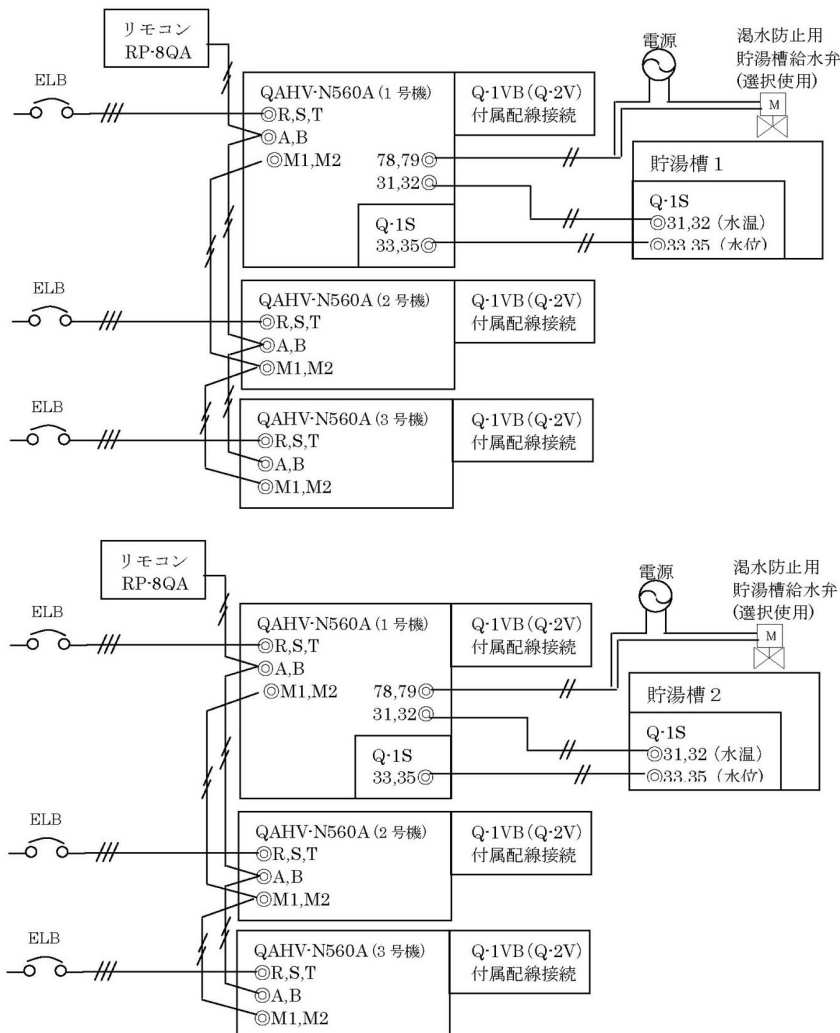 リモコン
RP-8QA
ELB
QAHV-N560A(1号機)
R,S,T
A,B
M1,M2
78,79
31,32
Q-1S
33,35
Q-1VB(Q-2V)
付属配線接続
電源
渇水防止用
貯湯槽給水弁
(選択使用)
M
貯湯槽1
Q-1S
31,32(水温)
33,35(水位)
ELB
QAHV-N560A(2号機)
R,S,T
A,B
M1,M2
Q-1VB(Q-2V)
付属配線接続
ELB
QAHV-N560A(3号機)
R,S,T
A,B
M1,M2
Q-1VB(Q-2V)
付属配線接続
リモコン
RP-8QA
ELB
QAHV-N560A(1号機)
R,S,T
A,B
M1,M2
78,79
31,32
Q-1S
33,35
Q-1VB(Q-2V)
付属配線接続
電源
渇水防止用
貯湯槽給水弁
(選択使用)
M
貯湯槽2
Q-1S
31,32(水温)
33,35(水位)
ELB
QAHV-N560A(2号機)
R,S,T
A,B
M1,M2
Q-1VB(Q-2V)
付属配線接続
ELB
QAHV-N560A(3号機)
R,S,T
A,B
M1,M2
Q-1VB(Q-2V)
付属配線接続